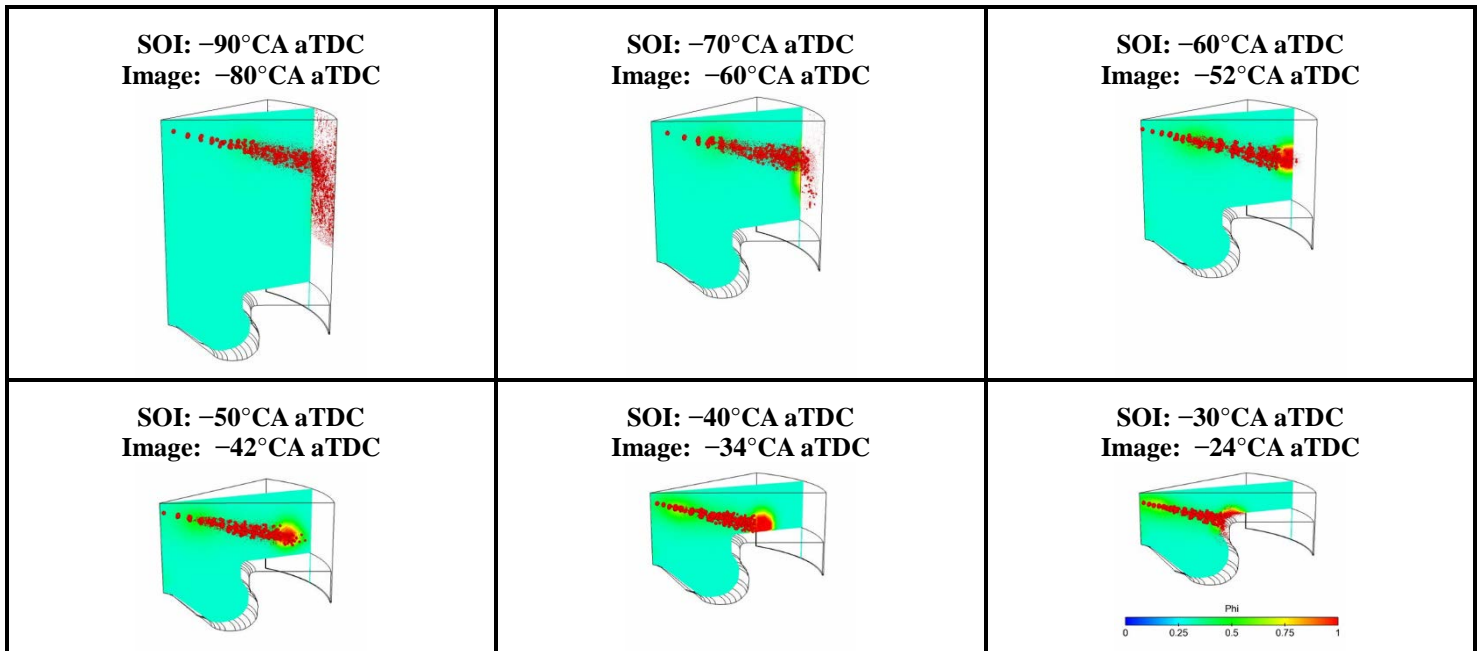 SOI: −90°CA aTDC
Image: −80°CA aTDC
SOI: −70°CA aTDC
Image: −60°CA aTDC
SOI: −60°CA aTDC
Image: −52°CA aTDC
SOI: −50°CA aTDC
Image: −42°CA aTDC
SOI: −40°CA aTDC
Image: −34°CA aTDC
SOI: −30°CA aTDC
Image: −24°CA aTDC
Phi
0 0.25 0.5 0.75 1